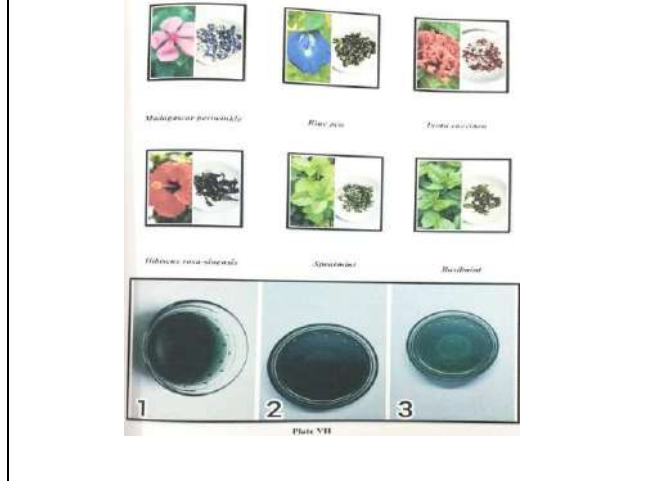 Madagascar periwinkle
Blue pea
Ixora coccinea
Hibiscus rosa-sinensis
Spearmint
Basilmint
1
2
3
Plate VII